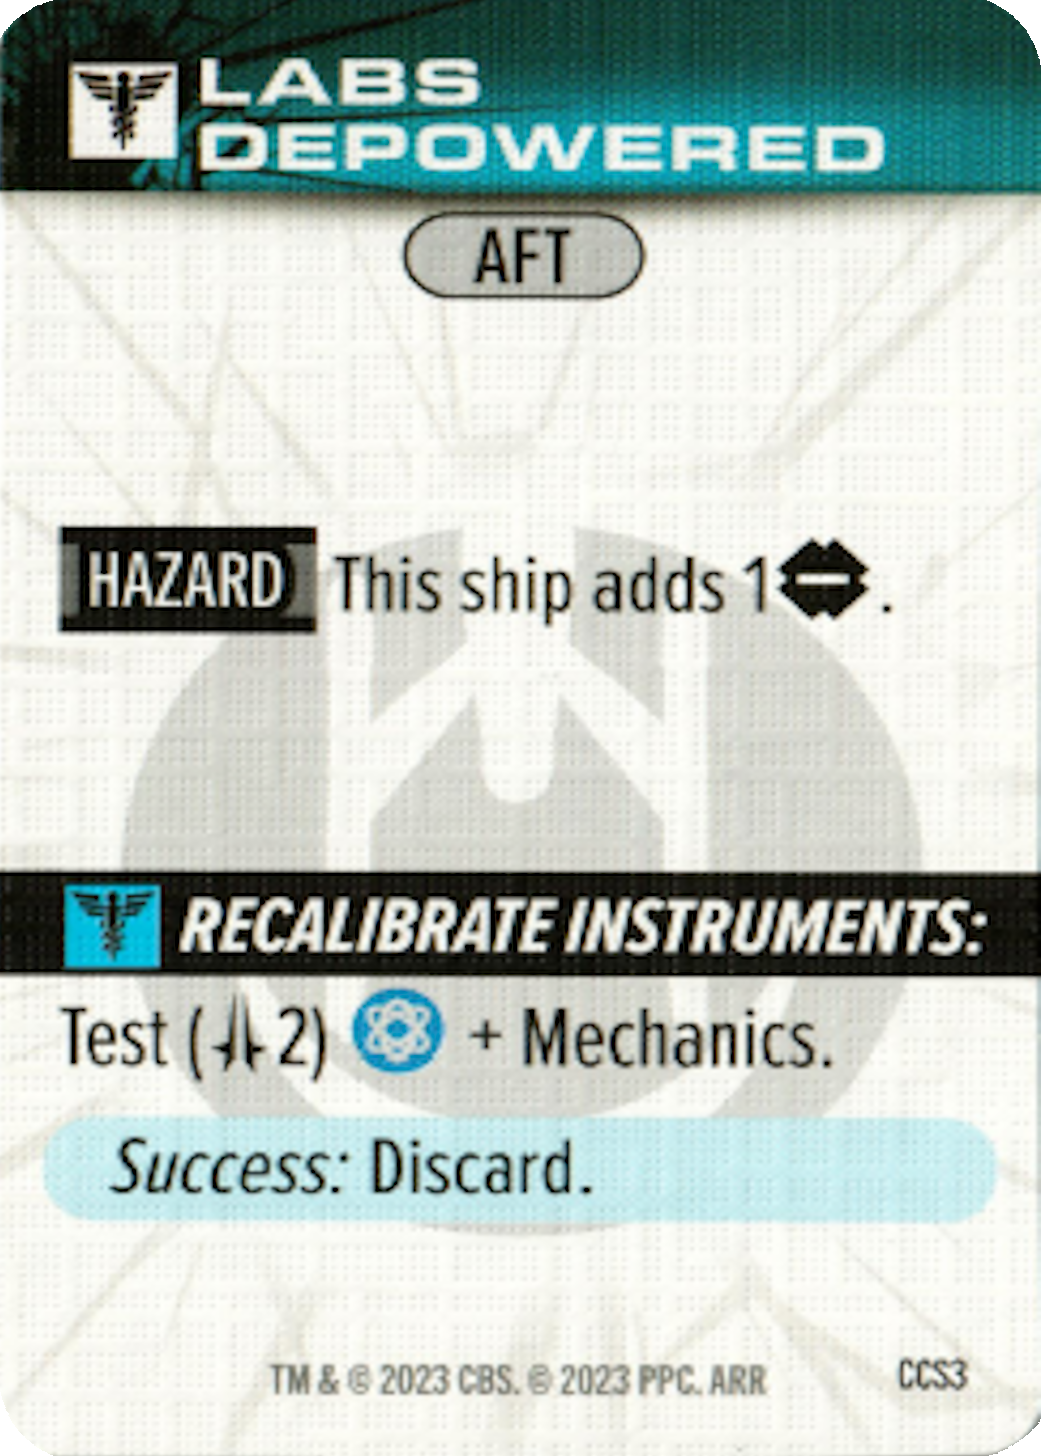 LABS
DEPOWERED
AFT
HAZARD This ship adds 1.
RECALIBRATE INSTRUMENTS:
Test (2) + Mechanics.
Success: Discard.
TM & © 2023 CBS. © 2023 PPC. ARR CCS3